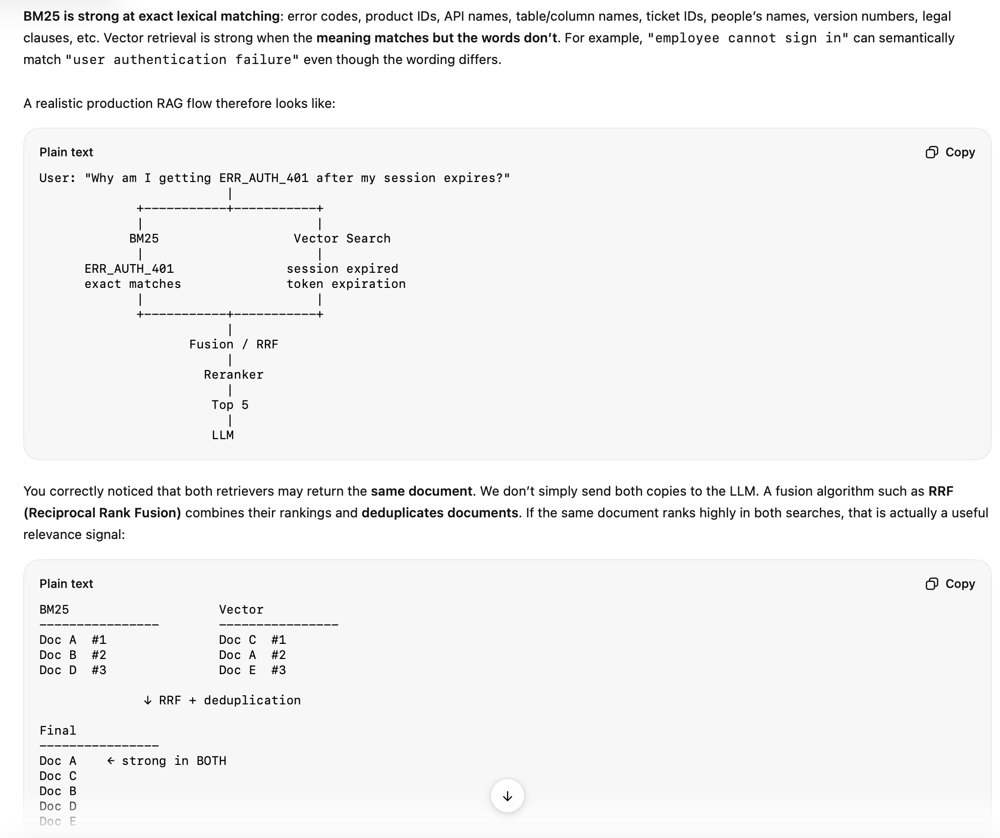 BM25 is strong at exact lexical matching: error codes, product IDs, API names, table/column names, ticket IDs, people’s names, version numbers, legal
clauses, etc. Vector retrieval is strong when the meaning matches but the words don’t. For example, "employee cannot sign in" can semantically
match "user authentication failure" even though the wording differs.
A realistic production RAG flow therefore looks like:
Plain text
Copy
User: "Why am I getting ERR_AUTH_401 after my session expires?"
                         |
             +-----------+-----------+
             |                       |
            BM25                  Vector Search
             |                       |
      ERR_AUTH_401               session expired
      exact matches              token expiration
             |                       |
             +-----------+-----------+
                         |
                    Fusion / RRF
                         |
                      Reranker
                         |
                       Top 5
                         |
                       LLM
You correctly noticed that both retrievers may return the same document. We don’t simply send both copies to the LLM. A fusion algorithm such as RRF
(Reciprocal Rank Fusion) combines their rankings and deduplicates documents. If the same document ranks highly in both searches, that is actually a useful
relevance signal:
Plain text
Copy
BM25                    Vector
----------------        ----------------
Doc A  #1               Doc C  #1
Doc B  #2               Doc A  #2
Doc D  #3               Doc E  #3
              ↓ RRF + deduplication
Final
----------------
Doc A    ← strong in BOTH
Doc C
Doc B
Doc D
Doc E